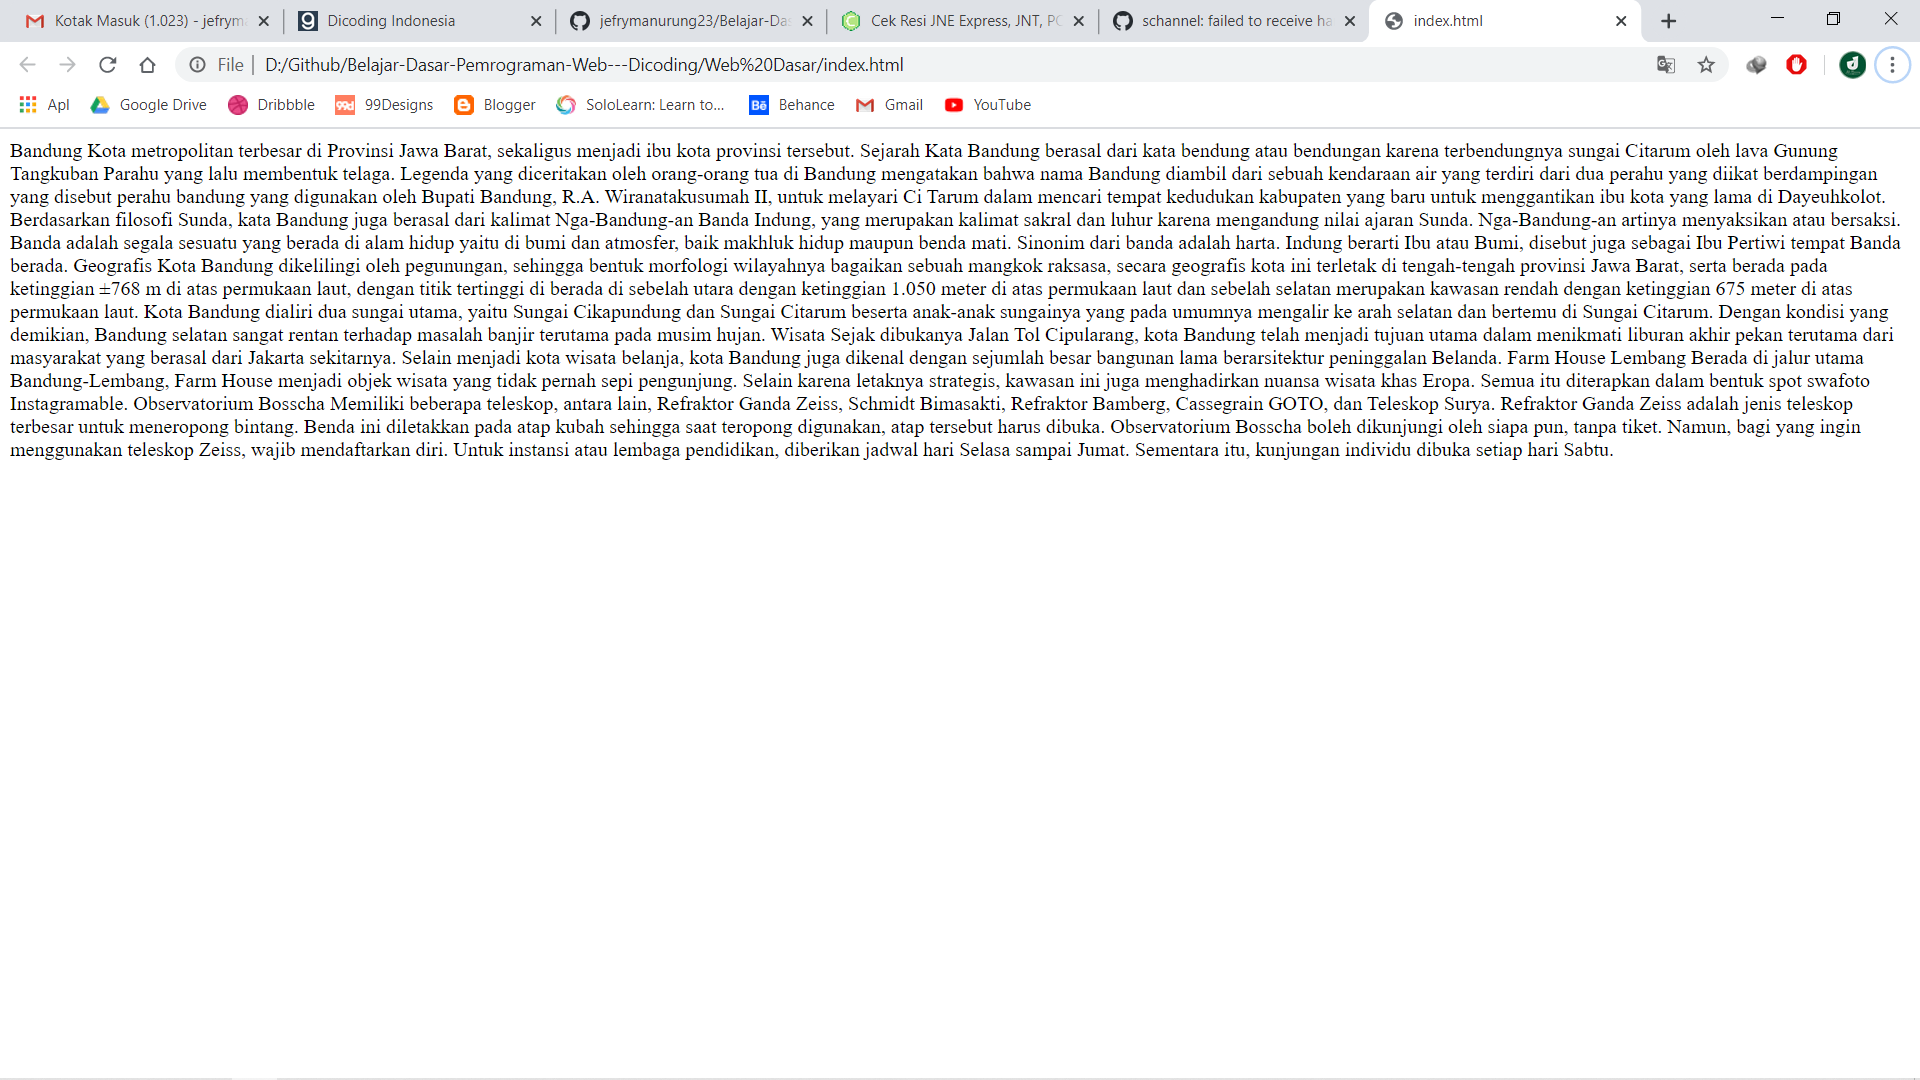 Kotak Masuk (1.023) - jefryma
Dicoding Indonesia
jefrymanurung23/Belajar-Das
Cek Resi JNE Express, JNT, PO
schannel: failed to receive ha
index.html
File
D:/Github/Belajar-Dasar-Pemrograman-Web---Dicoding/Web%20Dasar/index.html
Apl
Google Drive
Dribbble
99d
99Designs
Blogger
SoloLearn: Learn to...
Bē
Behance
Gmail
YouTube
Bandung Kota metropolitan terbesar di Provinsi Jawa Barat, sekaligus menjadi ibu kota provinsi tersebut. Sejarah Kata Bandung berasal dari kata bendung atau bendungan karena terbendungnya sungai Citarum oleh lava Gunung
Tangkuban Parahu yang lalu membentuk telaga. Legenda yang diceritakan oleh orang-orang tua di Bandung mengatakan bahwa nama Bandung diambil dari sebuah kendaraan air yang terdiri dari dua perahu yang diikat berdampingan
yang disebut perahu bandung yang digunakan oleh Bupati Bandung, R.A. Wiranatakusumah II, untuk melayari Ci Tarum dalam mencari tempat kedudukan kabupaten yang baru untuk menggantikan ibu kota yang lama di Dayeuhkolot.
Berdasarkan filosofi Sunda, kata Bandung juga berasal dari kalimat Nga-Bandung-an Banda Indung, yang merupakan kalimat sakral dan luhur karena mengandung nilai ajaran Sunda. Nga-Bandung-an artinya menyaksikan atau bersaksi.
Banda adalah segala sesuatu yang berada di alam hidup yaitu di bumi dan atmosfer, baik makhluk hidup maupun benda mati. Sinonim dari banda adalah harta. Indung berarti Ibu atau Bumi, disebut juga sebagai Ibu Pertiwi tempat Banda
berada. Geografis Kota Bandung dikelilingi oleh pegunungan, sehingga bentuk morfologi wilayahnya bagaikan sebuah mangkok raksasa, secara geografis kota ini terletak di tengah-tengah provinsi Jawa Barat, serta berada pada
ketinggian ±768 m di atas permukaan laut, dengan titik tertinggi di berada di sebelah utara dengan ketinggian 1.050 meter di atas permukaan laut dan sebelah selatan merupakan kawasan rendah dengan ketinggian 675 meter di atas
permukaan laut. Kota Bandung dialiri dua sungai utama, yaitu Sungai Cikapundung dan Sungai Citarum beserta anak-anak sungainya yang pada umumnya mengalir ke arah selatan dan bertemu di Sungai Citarum. Dengan kondisi yang
demikian, Bandung selatan sangat rentan terhadap masalah banjir terutama pada musim hujan. Wisata Sejak dibukanya Jalan Tol Cipularang, kota Bandung telah menjadi tujuan utama dalam menikmati liburan akhir pekan terutama dari
masyarakat yang berasal dari Jakarta sekitarnya. Selain menjadi kota wisata belanja, kota Bandung juga dikenal dengan sejumlah besar bangunan lama berarsitektur peninggalan Belanda. Farm House Lembang Berada di jalur utama
Bandung-Lembang, Farm House menjadi objek wisata yang tidak pernah sepi pengunjung. Selain karena letaknya strategis, kawasan ini juga menghadirkan nuansa wisata khas Eropa. Semua itu diterapkan dalam bentuk spot swafoto
Instagramable. Observatorium Bosscha Memiliki beberapa teleskop, antara lain, Refraktor Ganda Zeiss, Schmidt Bimasakti, Refraktor Bamberg, Cassegrain GOTO, dan Teleskop Surya. Refraktor Ganda Zeiss adalah jenis teleskop
terbesar untuk meneropong bintang. Benda ini diletakkan pada atap kubah sehingga saat teropong digunakan, atap tersebut harus dibuka. Observatorium Bosscha boleh dikunjungi oleh siapa pun, tanpa tiket. Namun, bagi yang ingin
menggunakan teleskop Zeiss, wajib mendaftarkan diri. Untuk instansi atau lembaga pendidikan, diberikan jadwal hari Selasa sampai Jumat. Sementara itu, kunjungan individu dibuka setiap hari Sabtu.